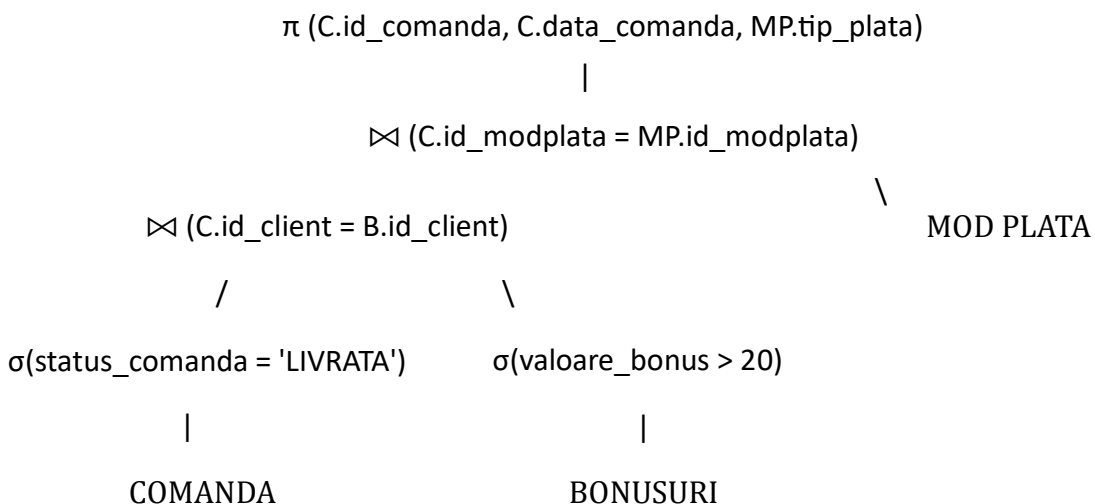 π (C.id_comanda, C.data_comanda, MP.tip_plata)
|
⨝ (C.id_modplata = MP.id_modplata)
\
⨝ (C.id_client = B.id_client) MOD PLATA
/ \
σ(status_comanda = 'LIVRATA') σ(valoare_bonus > 20)
| |
COMANDA BONUSURI